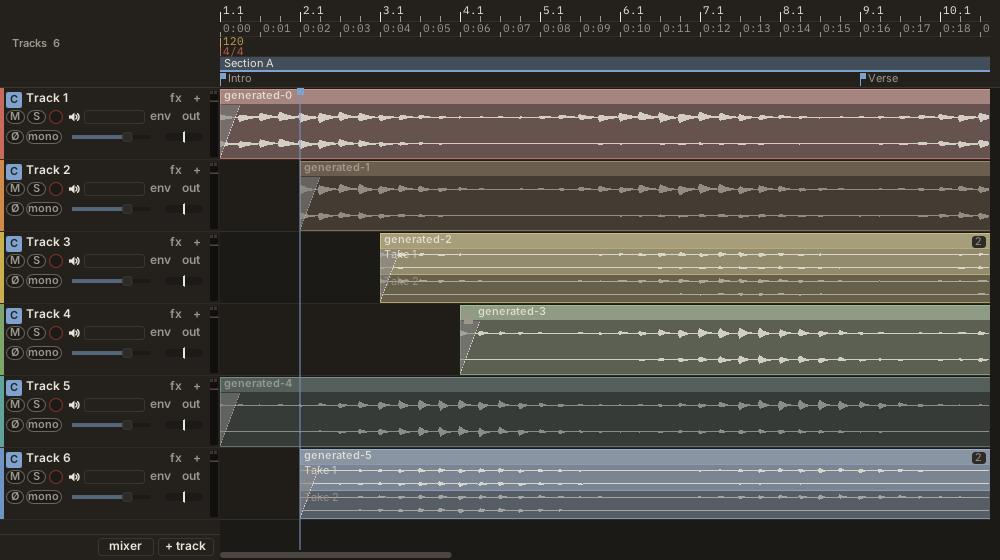 1.1 2.1 3.1 4.1 5.1 6.1 7.1 8.1 9.1 10.1
0:00 0:01 0:02 0:03 0:04 0:05 0:06 0:07 0:08 0:09 0:10 0:11 0:12 0:13 0:14 0:15 0:16 0:17 0:18 0
Tracks 6
120
4/4
Section A
Intro Verse
C Track 1 fx +
M S env out
Ø mono
generated-0
C Track 2 fx +
M S env out
Ø mono
generated-1
C Track 3 fx +
M S env out
Ø mono
generated-2 2
Take 1
Take 2
C Track 4 fx +
M S env out
Ø mono
generated-3
C Track 5 fx +
M S env out
Ø mono
generated-4
C Track 6 fx +
M S env out
Ø mono
generated-5 2
Take 1
Take 2
mixer + track